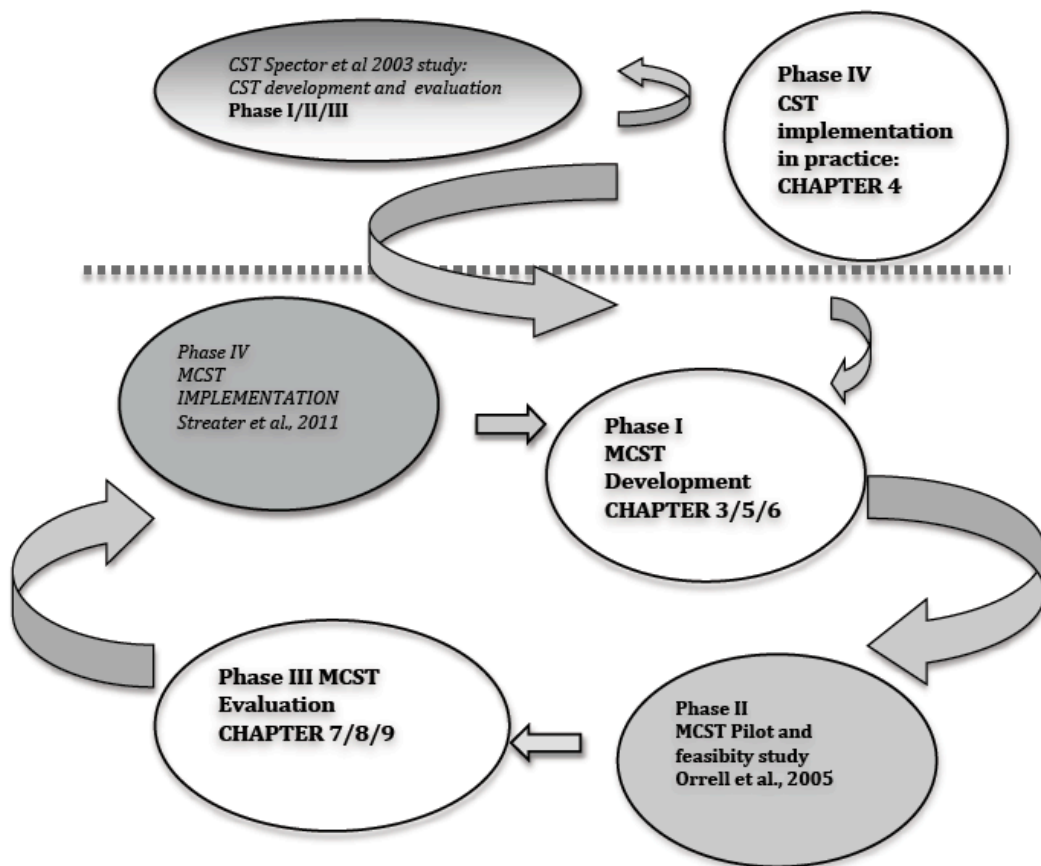 CST Spector et al 2003 study:
CST development and evaluation
Phase I/II/III
Phase IV
CST
implementation
in practice:
CHAPTER 4
Phase IV
MCST
IMPLEMENTATION
Streater et al., 2011
Phase I
MCST
Development
CHAPTER 3/5/6
Phase III MCST
Evaluation
CHAPTER 7/8/9
Phase II
MCST Pilot and
feasibity study
Orrell et al., 2005